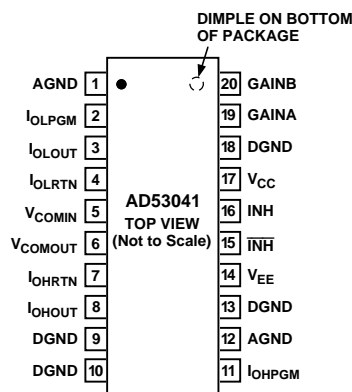 DIMPLE ON BOTTOM
OF PACKAGE
AGND 1
20 GAINB
IOLPGM 2
19 GAINA
IOLOUT 3
18 DGND
IOLRTN 4
17 VCC
AD53041
TOP VIEW
(Not to Scale)
VCOMIN 5
16 INH
VCOMOUT 6
15 I̅N̅H̅
IOHRTN 7
14 VEE
IOHOUT 8
13 DGND
DGND 9
12 AGND
DGND 10
11 IOHPGM